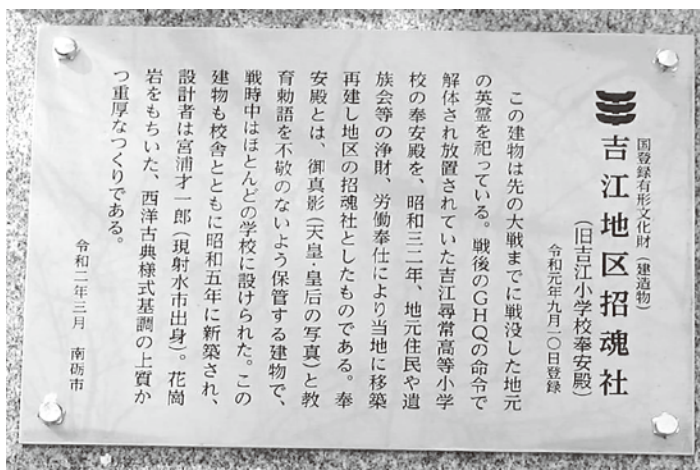 国登録有形文化財（建造物）
吉江地区招魂社
（旧吉江小学校奉安殿）
令和元年九月一〇日登録
この建物は先の大戦までに戦没した地元
の英霊を祀っている。戦後のGHQの命令で
解体され放置されていた吉江尋常高等小学
校の奉安殿を、昭和三二年、地元住民や遺
族会等の浄財、労働奉仕により当地に移築
再建し地区の招魂社としたものである。奉
安殿とは、御真影（天皇・皇后の写真）と教
育勅語を不敬のないよう保管する建物で、
戦時中はほとんどの学校に設けられた。この
建物も校舎とともに昭和五年に新築され、
設計者は宮浦才一郎（現射水市出身）。花崗
岩をもちいた、西洋古典様式基調の上質か
つ重厚なつくりである。
令和二年三月　南砺市